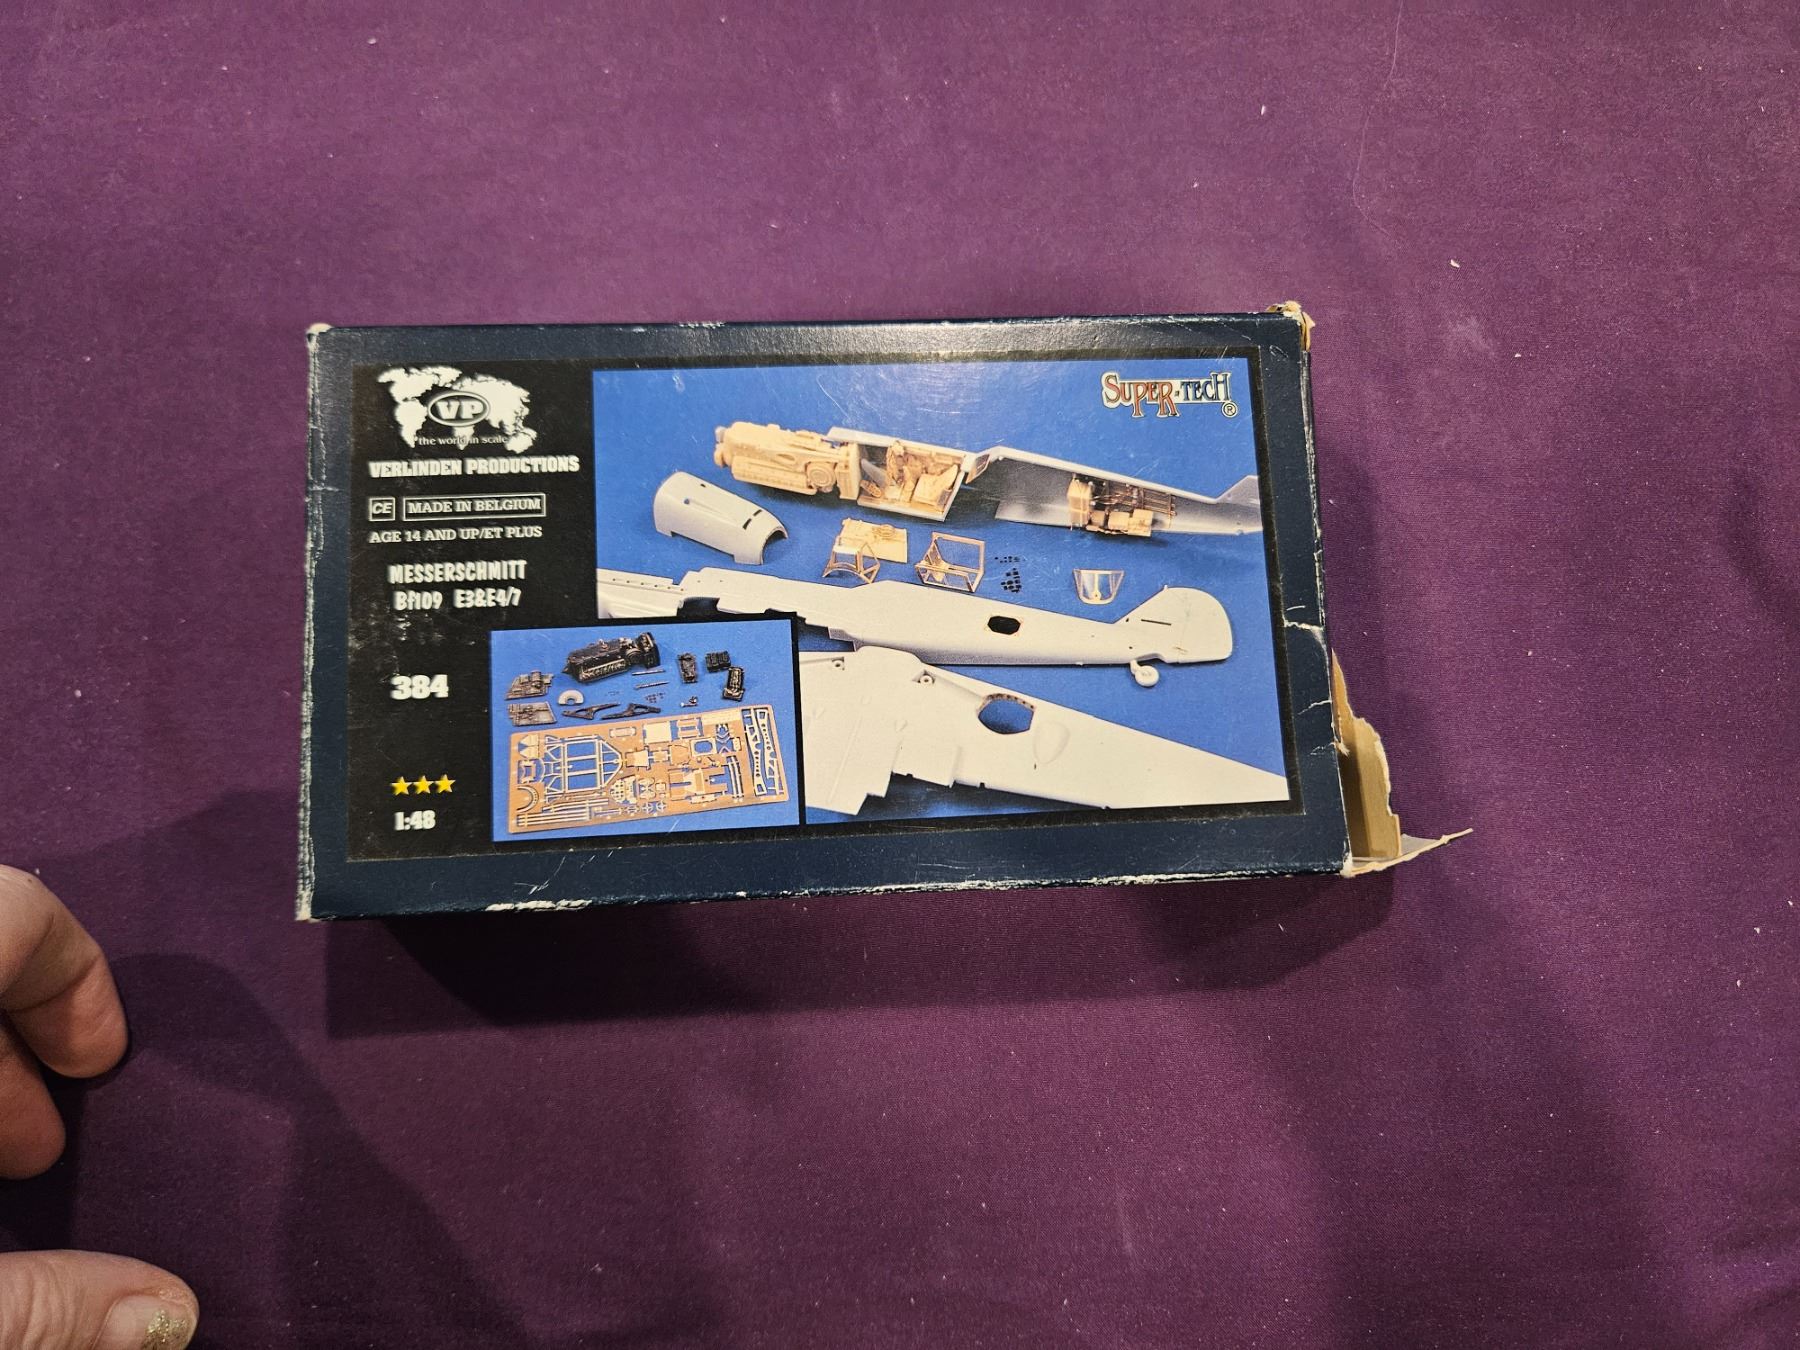 VP
the world in scale
VERLINDEN PRODUCTIONS
CE MADE IN BELGIUM
AGE 14 AND UP/ET PLUS
MESSERSCHMITT
Bf109 E3&E4/7
384
1:48
SUPER-TECH®